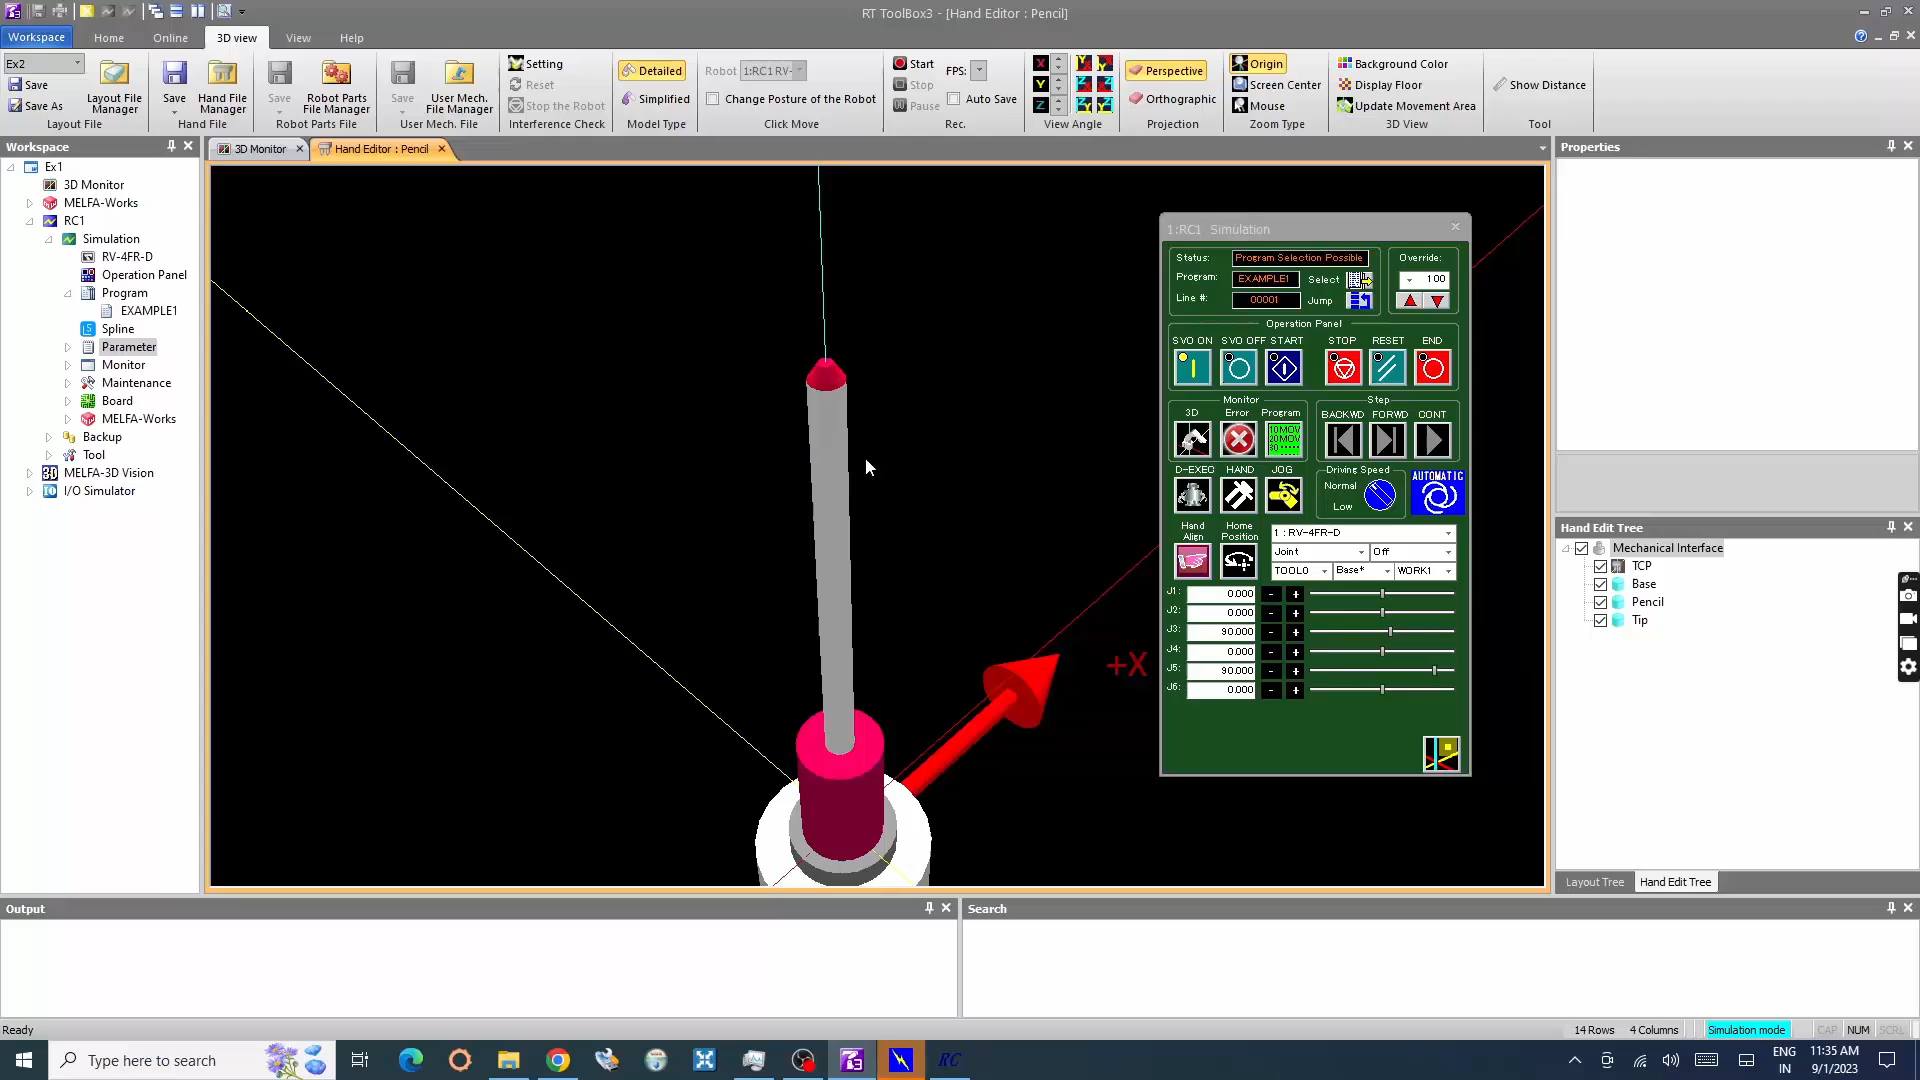 RT ToolBox3 - [Hand Editor : Pencil]
Workspace Home Online 3D view View Help
Ex2
Save
Save As
Layout File Manager
Layout File
Save
Hand File Manager
Hand File
Save
Robot Parts File Manager
Robot Parts File
Save
User Mech. File Manager
User Mech. File
Setting
Reset
Stop the Robot
Interference Check
Detailed
Simplified
Model Type
Robot 1:RC1 RV-
Change Posture of the Robot
Click Move
Start FPS:
Stop Auto Save
Pause
Rec.
X
Y
Z
View Angle
Perspective
Orthographic
Projection
Origin
Screen Center
Mouse
Zoom Type
Background Color
Display Floor
Update Movement Area
3D View
Show Distance
Tool
Workspace
Ex1
3D Monitor
MELFA-Works
RC1
Simulation
RV-4FR-D
Operation Panel
Program
EXAMPLE1
Spline
Parameter
Monitor
Maintenance
Board
MELFA-Works
Backup
Tool
MELFA-3D Vision
I/O Simulator
3D Monitor Hand Editor : Pencil
+X
1:RC1 Simulation
Status: Program Selection Possible
Program: EXAMPLE1 Select
Line #: 00001 Jump
Override:
100
Operation Panel
SVO ON SVO OFF START STOP RESET END
Monitor
3D Error Program
10MOV
20MOV
30
Step
BACKWD FORWD CONT
D-EXEC HAND JOG
Driving Speed
Normal
Low
AUTOMATIC
Hand Align
Home Position
1 : RV-4FR-D
Joint Off
TOOL0 Base* WORK1
J1: 0.000 - +
J2: 0.000 - +
J3: 90.000 - +
J4: 0.000 - +
J5: 90.000 - +
J6: 0.000 - +
Properties
Hand Edit Tree
Mechanical Interface
TCP
Base
Pencil
Tip
Layout Tree Hand Edit Tree
Output
Search
Ready
14 Rows 4 Columns Simulation mode CAP NUM SCRL
Type here to search
RC
ENG
IN
11:35 AM
9/1/2023